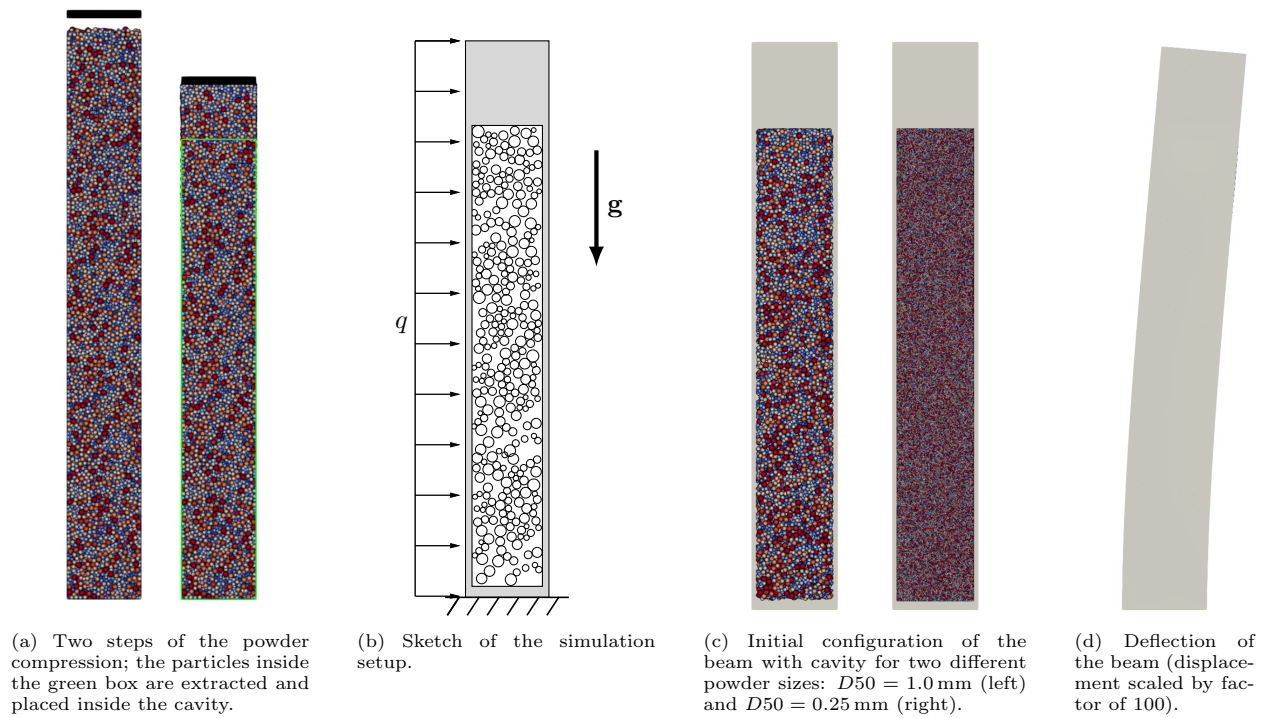 q
g
(a) Two steps of the powder
compression; the particles inside
the green box are extracted and
placed inside the cavity.
(b) Sketch of the simulation
setup.
(c) Initial configuration of the
beam with cavity for two different
powder sizes: D50 = 1.0 mm (left)
and D50 = 0.25 mm (right).
(d) Deflection of
the beam (displace-
ment scaled by fac-
tor of 100).